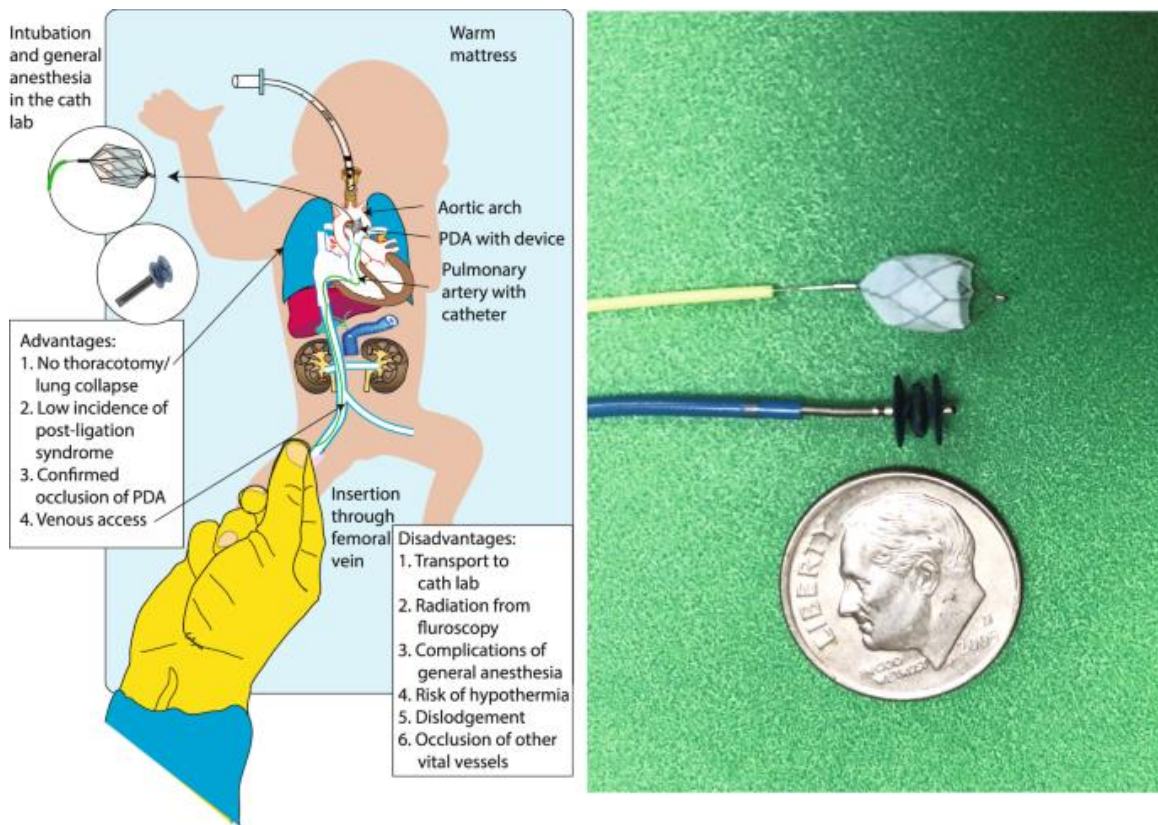 Intubation
and general
anesthesia
in the cath
lab
Warm
mattress
Aortic arch
PDA with device
Pulmonary
artery with
catheter
Advantages:
1. No thoracotomy/
lung collapse
2. Low incidence of
post-ligation
syndrome
3. Confirmed
occlusion of PDA
4. Venous access
Insertion
through
femoral
vein
Disadvantages:
1. Transport to
cath lab
2. Radiation from
fluroscopy
3. Complications of
general anesthesia
4. Risk of hypothermia
5. Dislodgement
6. Occlusion of other
vital vessels
LIBERTY